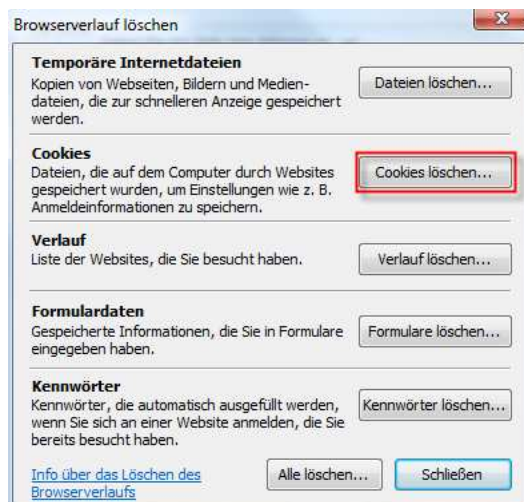 Browserverlauf löschen
Temporäre Internetdateien
Kopien von Webseiten, Bildern und Medien-
dateien, die zur schnelleren Anzeige gespeichert
werden.
Dateien löschen...
Cookies
Dateien, die auf dem Computer durch Websites
gespeichert wurden, um Einstellungen wie z. B.
Anmeldeinformationen zu speichern.
Cookies löschen...
Verlauf
Liste der Websites, die Sie besucht haben.
Verlauf löschen...
Formulardaten
Gespeicherte Informationen, die Sie in Formulare
eingegeben haben.
Formulare löschen...
Kennwörter
Kennwörter, die automatisch ausgefüllt werden,
wenn Sie sich an einer Website anmelden, die Sie
bereits besucht haben.
Kennwörter löschen...
Info über das Löschen des
Browserverlaufs
Alle löschen...
Schließen